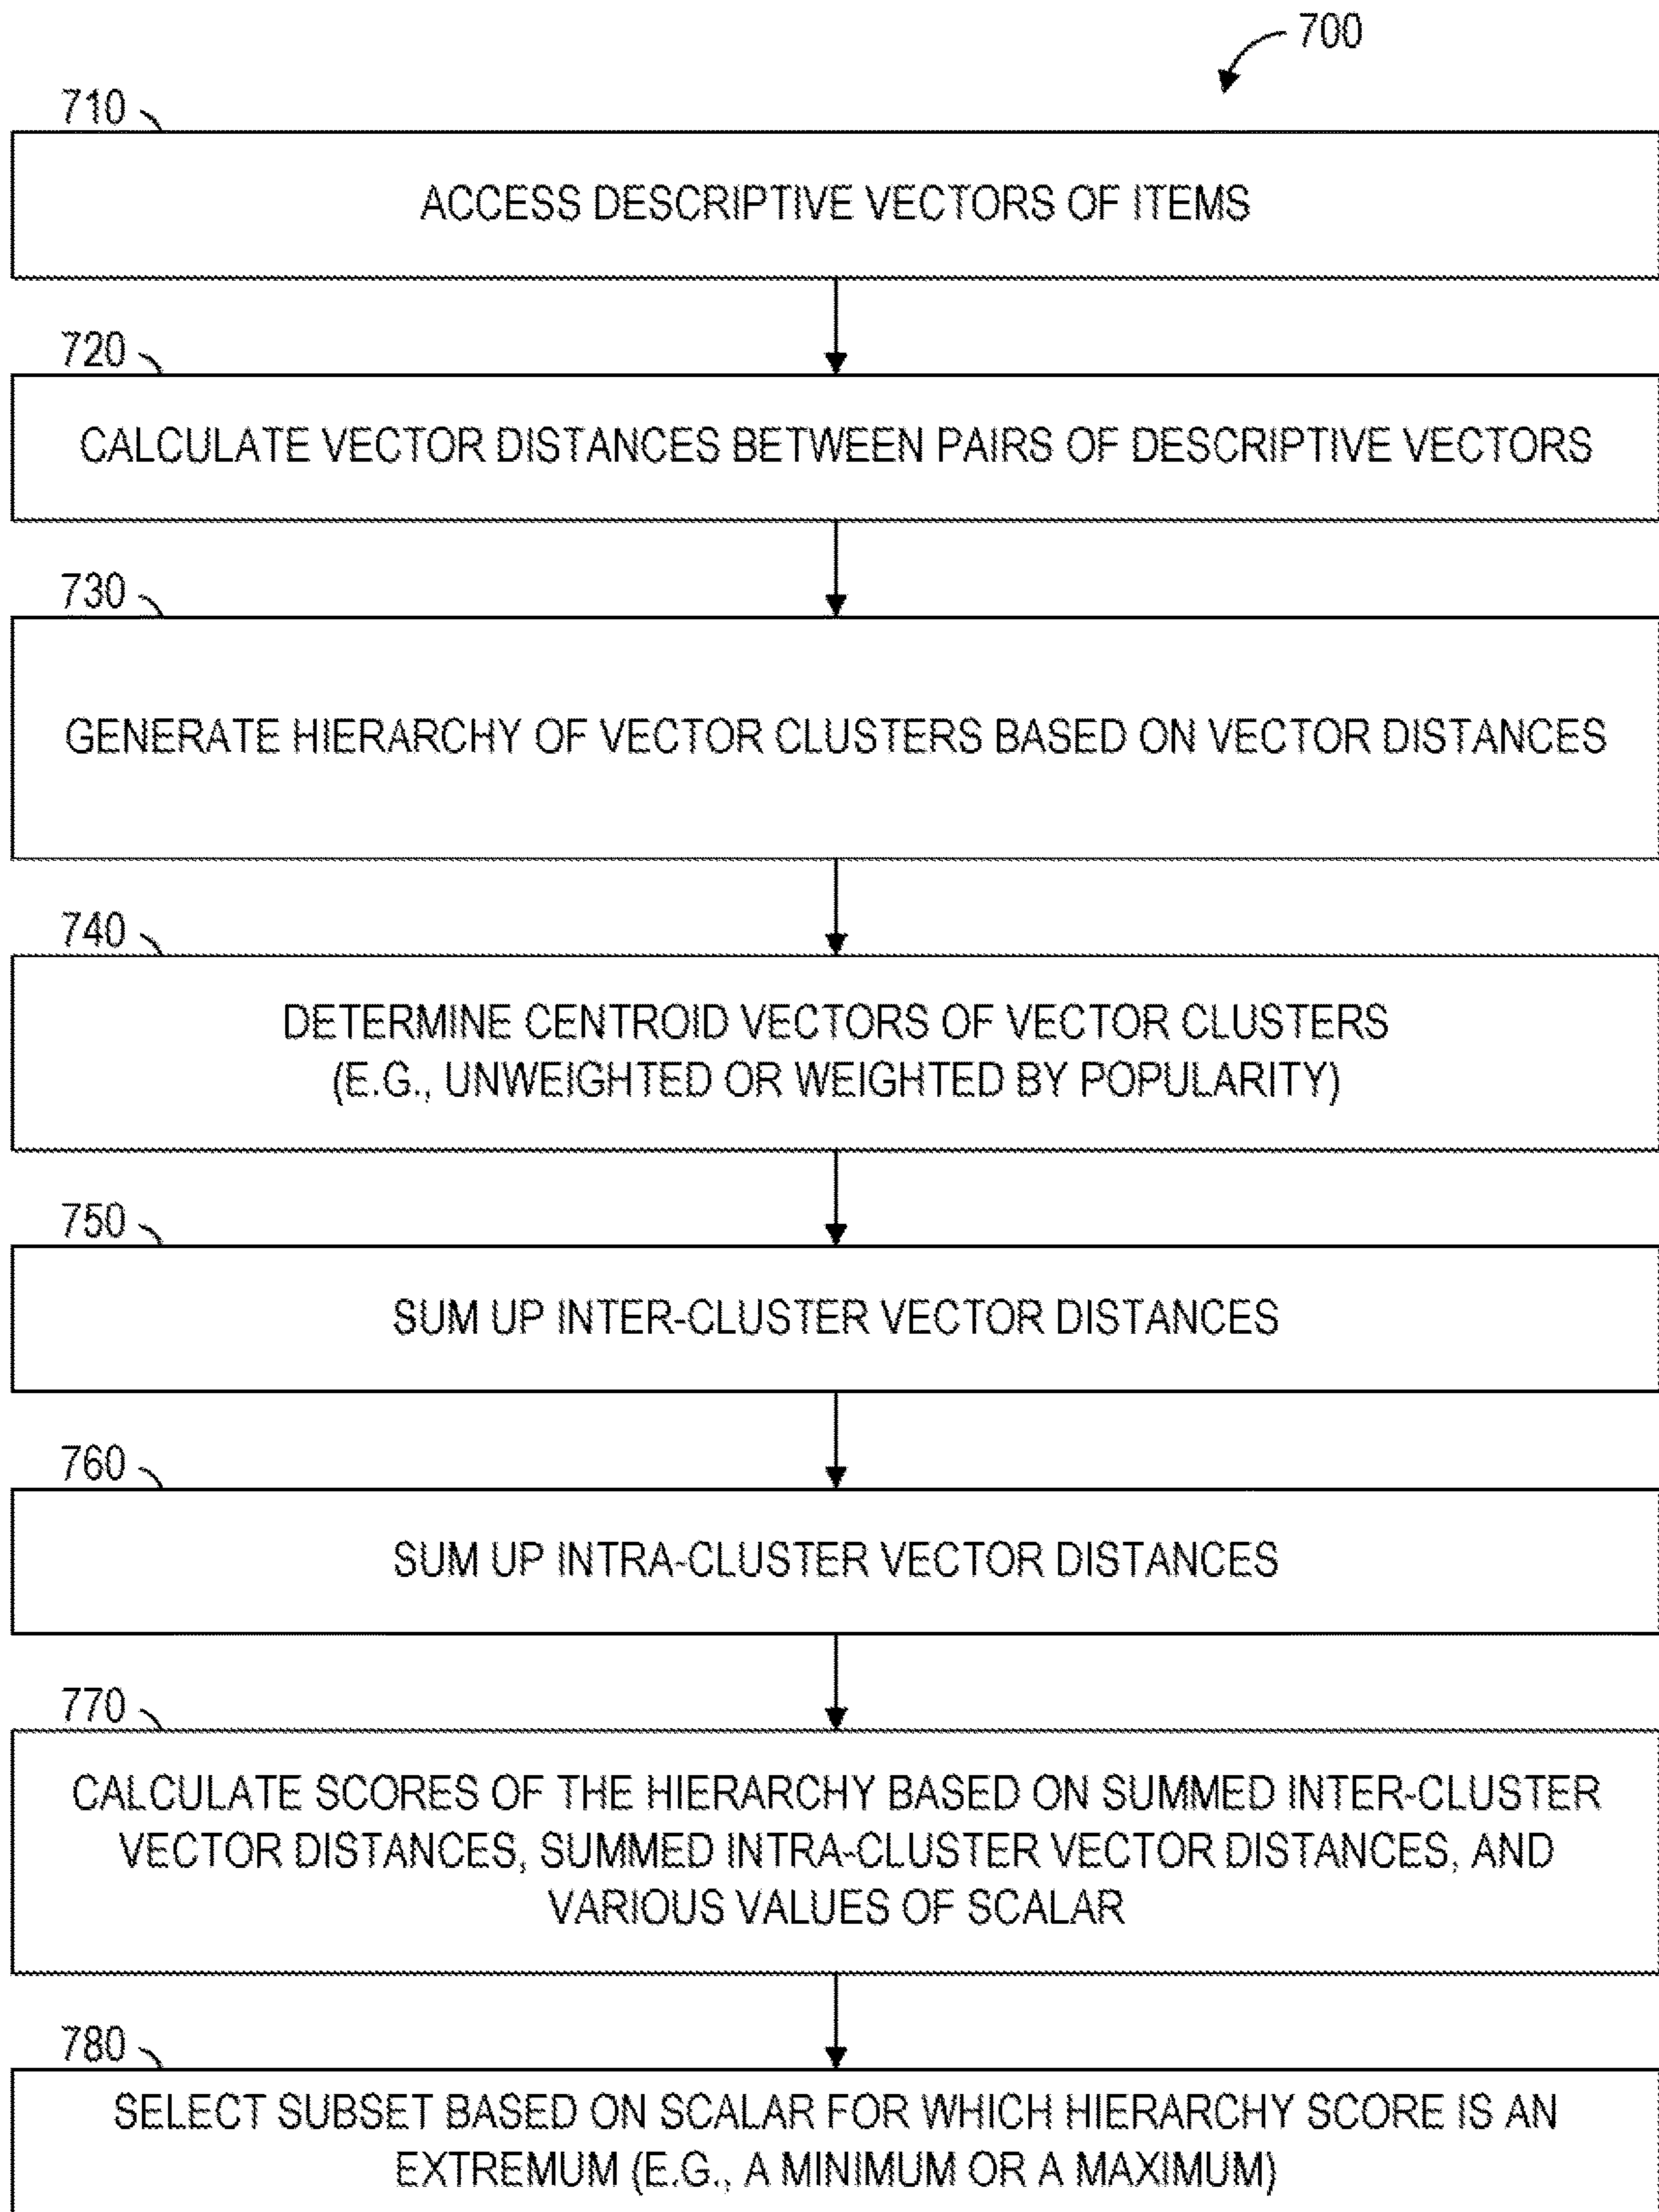 700
710
ACCESS DESCRIPTIVE VECTORS OF ITEMS
720
CALCULATE VECTOR DISTANCES BETWEEN PAIRS OF DESCRIPTIVE VECTORS
730
GENERATE HIERARCHY OF VECTOR CLUSTERS BASED ON VECTOR DISTANCES
740
DETERMINE CENTROID VECTORS OF VECTOR CLUSTERS
(E.G., UNWEIGHTED OR WEIGHTED BY POPULARITY)
750
SUM UP INTER-CLUSTER VECTOR DISTANCES
760
SUM UP INTRA-CLUSTER VECTOR DISTANCES
770
CALCULATE SCORES OF THE HIERARCHY BASED ON SUMMED INTER-CLUSTER
VECTOR DISTANCES, SUMMED INTRA-CLUSTER VECTOR DISTANCES, AND
VARIOUS VALUES OF SCALAR
780
SELECT SUBSET BASED ON SCALAR FOR WHICH HIERARCHY SCORE IS AN
EXTREMUM (E.G., A MINIMUM OR A MAXIMUM)